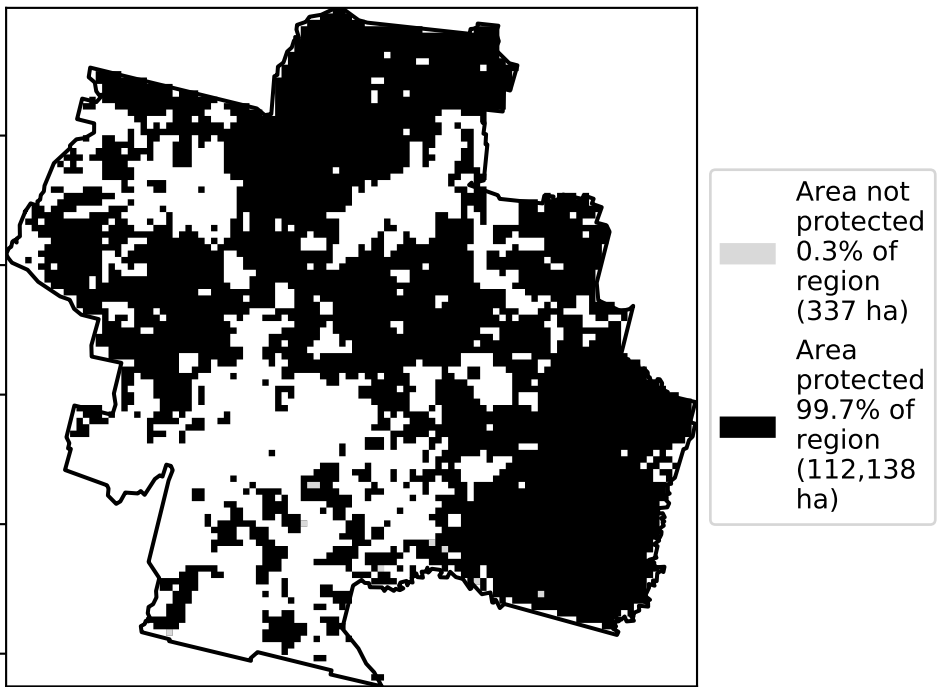 Area not
protected
0.3% of
region
(337 ha)
Area
protected
99.7% of
region
(112,138
ha)